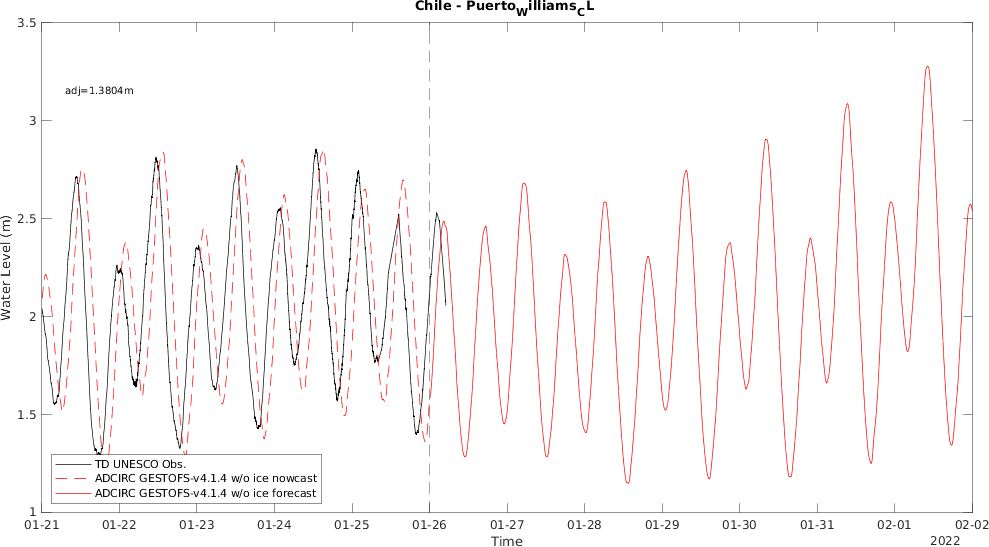 Chile - PuertoWilliamsCL
3.5
adj=1.3804m
3
2.5
Water Level (m)
2
1.5
TD UNESCO Obs.
ADCIRC GESTOFS-v4.1.4 w/o ice nowcast
ADCIRC GESTOFS-v4.1.4 w/o ice forecast
1
01-21 01-22 01-23 01-24 01-25 01-26 01-27 01-28 01-29 01-30 01-31 02-01 02-02
Time
2022